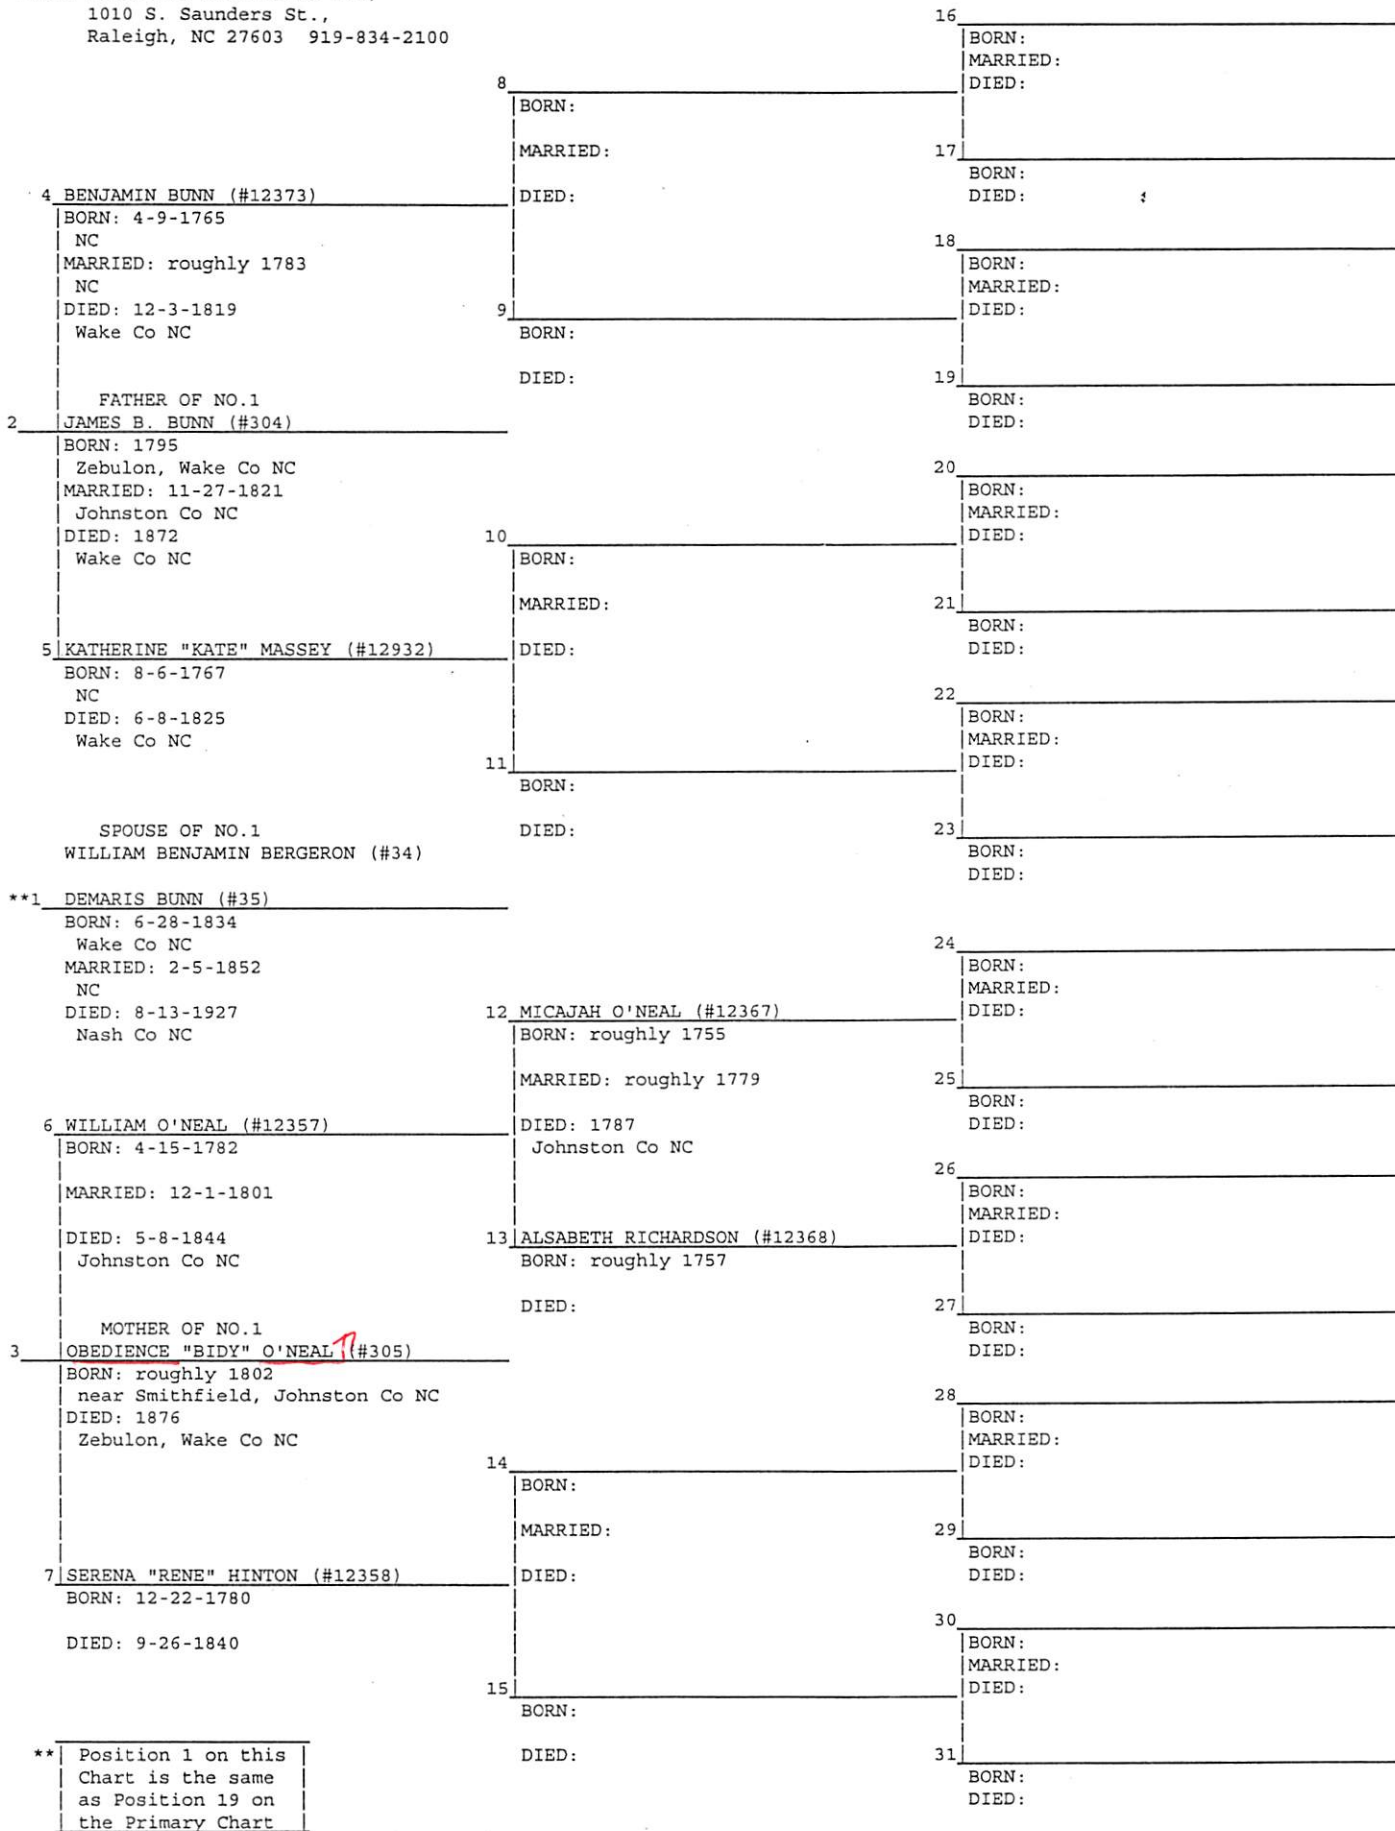 1010 S. Saunders St.,
Raleigh, NC 27603 919-834-2100
4 BENJAMIN BUNN (#12373)
BORN: 4-9-1765
NC
MARRIED: roughly 1783
NC
DIED: 12-3-1819
Wake Co NC
FATHER OF NO.1
2 JAMES B. BUNN (#304)
BORN: 1795
Zebulon, Wake Co NC
MARRIED: 11-27-1821
Johnston Co NC
DIED: 1872
Wake Co NC
5 KATHERINE "KATE" MASSEY (#12932)
BORN: 8-6-1767
NC
DIED: 6-8-1825
Wake Co NC
SPOUSE OF NO.1
WILLIAM BENJAMIN BERGERON (#34)
**1 DEMARIS BUNN (#35)
BORN: 6-28-1834
Wake Co NC
MARRIED: 2-5-1852
NC
DIED: 8-13-1927
Nash Co NC
6 WILLIAM O'NEAL (#12357)
BORN: 4-15-1782
MARRIED: 12-1-1801
DIED: 5-8-1844
Johnston Co NC
MOTHER OF NO.1
3 OBEDIENCE "BIDY" O'NEAL (#305)
BORN: roughly 1802
near Smithfield, Johnston Co NC
DIED: 1876
Zebulon, Wake Co NC
7 SERENA "RENE" HINTON (#12358)
BORN: 12-22-1780
DIED: 9-26-1840
** Position 1 on this
Chart is the same
as Position 19 on
the Primary Chart
8
BORN:
MARRIED:
DIED:
9
BORN:
DIED:
10
BORN:
MARRIED:
DIED:
11
BORN:
DIED:
12 MICAJAH O'NEAL (#12367)
BORN: roughly 1755
MARRIED: roughly 1779
DIED: 1787
Johnston Co NC
13 ALSABETH RICHARDSON (#12368)
BORN: roughly 1757
DIED:
14
BORN:
MARRIED:
DIED:
15
BORN:
DIED:
16
BORN:
MARRIED:
DIED:
17
BORN:
DIED:
18
BORN:
MARRIED:
DIED:
19
BORN:
DIED:
20
BORN:
MARRIED:
DIED:
21
BORN:
DIED:
22
BORN:
MARRIED:
DIED:
23
BORN:
DIED:
24
BORN:
MARRIED:
DIED:
25
BORN:
DIED:
26
BORN:
MARRIED:
DIED:
27
BORN:
DIED:
28
BORN:
MARRIED:
DIED:
29
BORN:
DIED:
30
BORN:
MARRIED:
DIED:
31
BORN:
DIED: